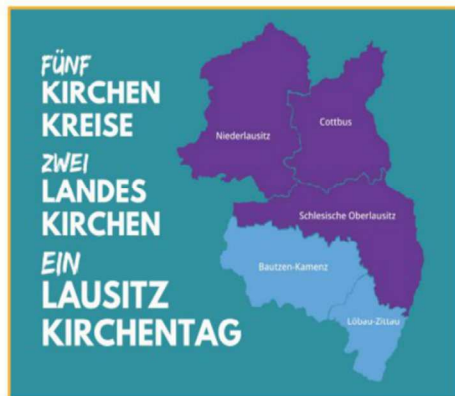 FÜNF
KIRCHEN
KREISE
ZWEI
LANDES
KIRCHEN
EIN
LAUSITZ
KIRCHENTAG
Niederlausitz
Cottbus
Schlesische Oberlausitz
Bautzen-Kamenz
Löbau-Zittau